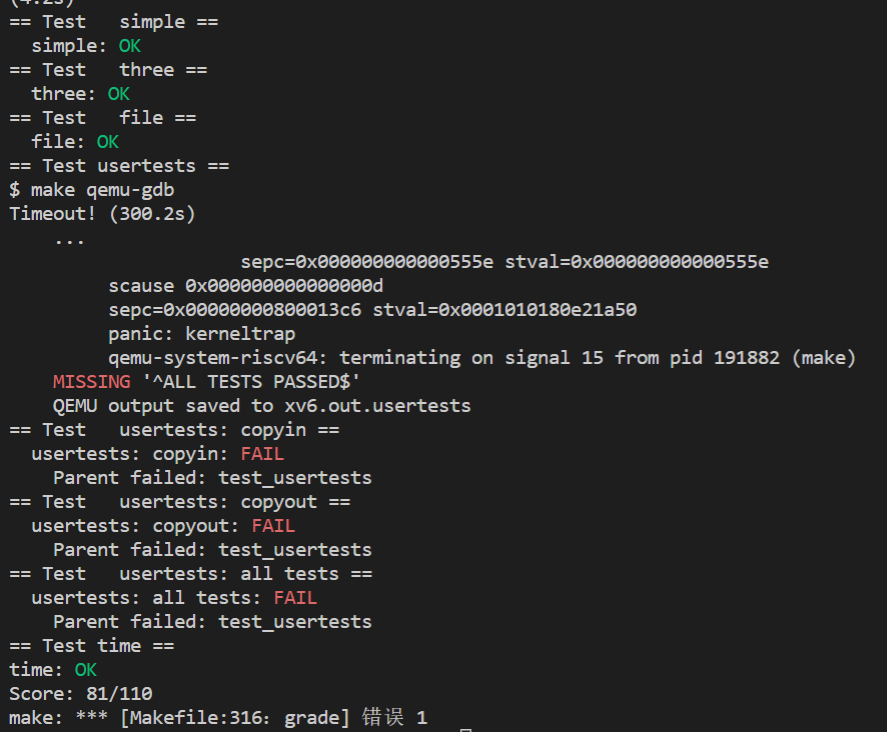 (4.2s)
== Test   simple ==
  simple: OK
== Test   three ==
  three: OK
== Test   file ==
  file: OK
== Test usertests ==
$ make qemu-gdb
Timeout! (300.2s)
    ...
                     sepc=0x000000000000555e stval=0x000000000000555e
         scause 0x000000000000000d
         sepc=0x00000000800013c6 stval=0x0001010180e21a50
         panic: kerneltrap
         qemu-system-riscv64: terminating on signal 15 from pid 191882 (make)
    MISSING '^ALL TESTS PASSED$'
    QEMU output saved to xv6.out.usertests
== Test   usertests: copyin ==
  usertests: copyin: FAIL
    Parent failed: test_usertests
== Test   usertests: copyout ==
  usertests: copyout: FAIL
    Parent failed: test_usertests
== Test   usertests: all tests ==
  usertests: all tests: FAIL
    Parent failed: test_usertests
== Test time ==
time: OK
Score: 81/110
make: *** [Makefile:316：grade] 错误 1